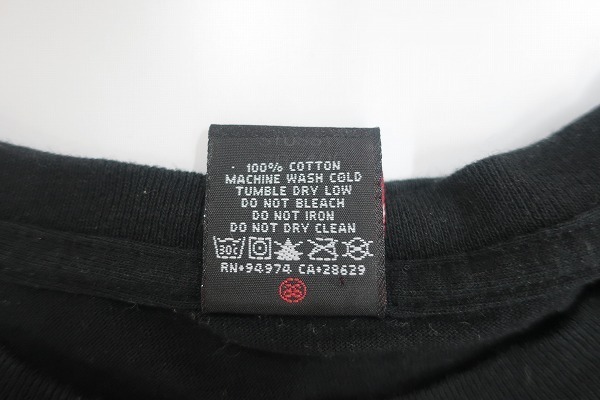 100% COTTON
MACHINE WASH COLD
TUMBLE DRY LOW
DO NOT BLEACH
DO NOT IRON
DO NOT DRY CLEAN
30C
RN•94974 CA•28629